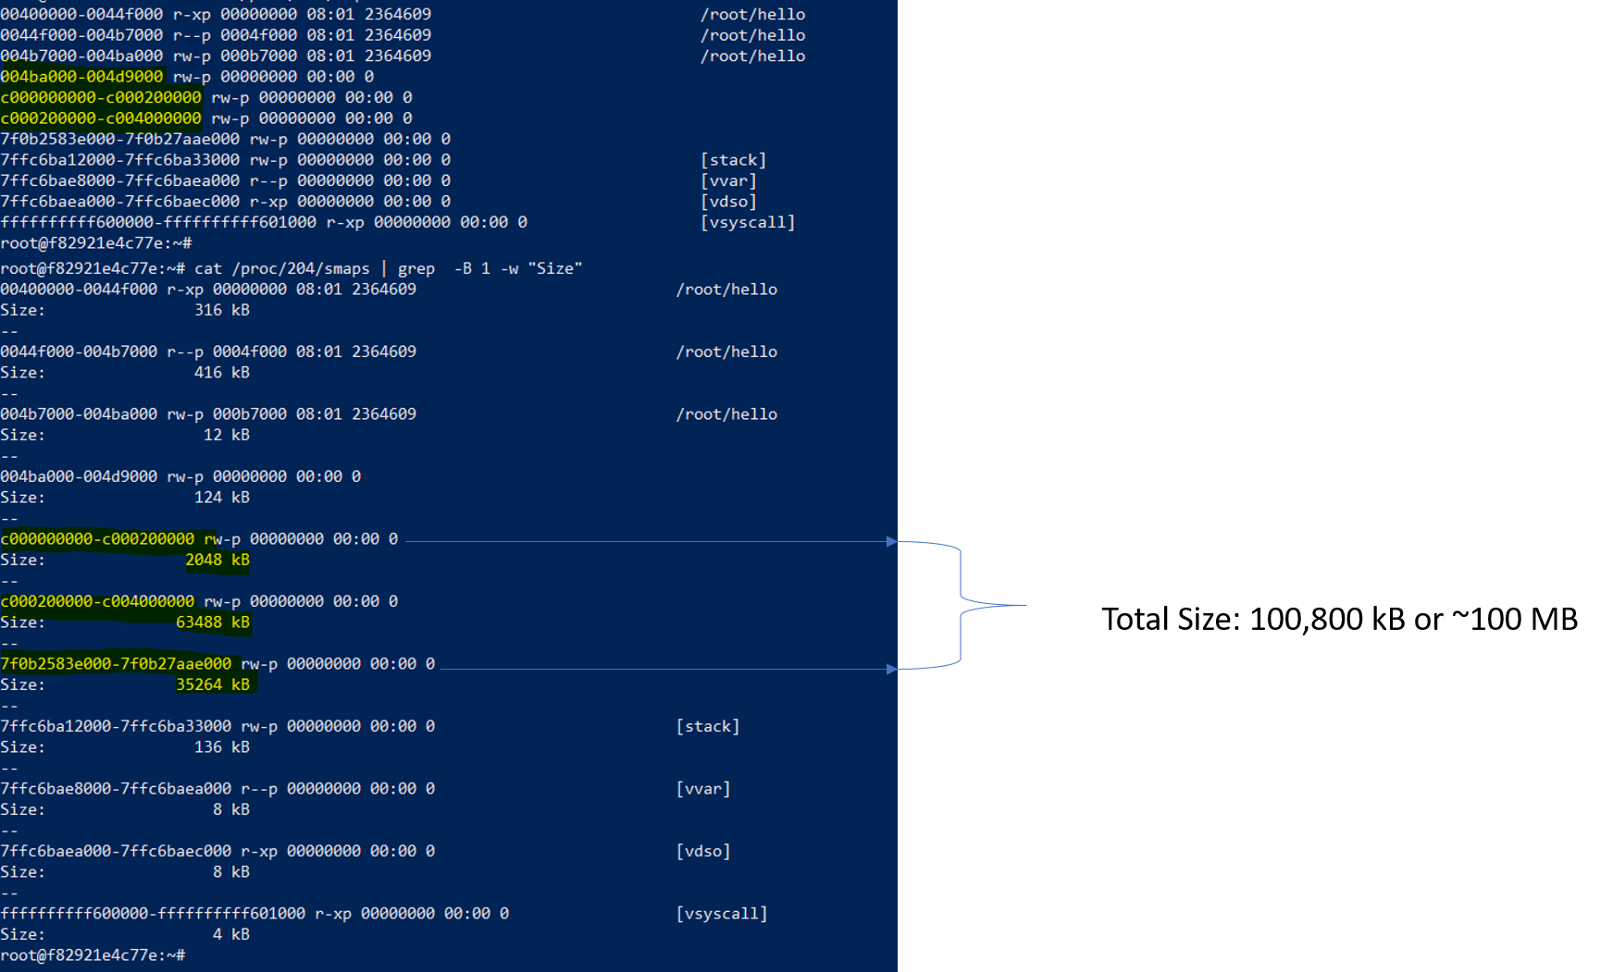 00400000-0044f000 r-xp 00000000 08:01 2364609 /root/hello
0044f000-004b7000 r--p 0004f000 08:01 2364609 /root/hello
004b7000-004ba000 rw-p 000b7000 08:01 2364609 /root/hello
004ba000-004d9000 rw-p 00000000 00:00 0
c000000000-c000200000 rw-p 00000000 00:00 0
c000200000-c004000000 rw-p 00000000 00:00 0
7f0b2583e000-7f0b27aae000 rw-p 00000000 00:00 0
7ffc6ba12000-7ffc6ba33000 rw-p 00000000 00:00 0 [stack]
7ffc6bae8000-7ffc6baea000 r--p 00000000 00:00 0 [vvar]
7ffc6baea000-7ffc6baec000 r-xp 00000000 00:00 0 [vdso]
ffffffffff600000-ffffffffff601000 r-xp 00000000 00:00 0 [vsyscall]
root@f82921e4c77e:~#
root@f82921e4c77e:~# cat /proc/204/smaps | grep  -B 1 -w "Size"
00400000-0044f000 r-xp 00000000 08:01 2364609 /root/hello
Size: 316 kB
--
0044f000-004b7000 r--p 0004f000 08:01 2364609 /root/hello
Size: 416 kB
--
004b7000-004ba000 rw-p 000b7000 08:01 2364609 /root/hello
Size: 12 kB
--
004ba000-004d9000 rw-p 00000000 00:00 0
Size: 124 kB
--
c000000000-c000200000 rw-p 00000000 00:00 0
Size: 2048 kB
--
c000200000-c004000000 rw-p 00000000 00:00 0
Size: 63488 kB
--
7f0b2583e000-7f0b27aae000 rw-p 00000000 00:00 0
Size: 35264 kB
--
7ffc6ba12000-7ffc6ba33000 rw-p 00000000 00:00 0 [stack]
Size: 136 kB
--
7ffc6bae8000-7ffc6baea000 r--p 00000000 00:00 0 [vvar]
Size: 8 kB
--
7ffc6baea000-7ffc6baec000 r-xp 00000000 00:00 0 [vdso]
Size: 8 kB
--
ffffffffff600000-ffffffffff601000 r-xp 00000000 00:00 0 [vsyscall]
Size: 4 kB
root@f82921e4c77e:~#
Total Size: 100,800 kB or ~100 MB